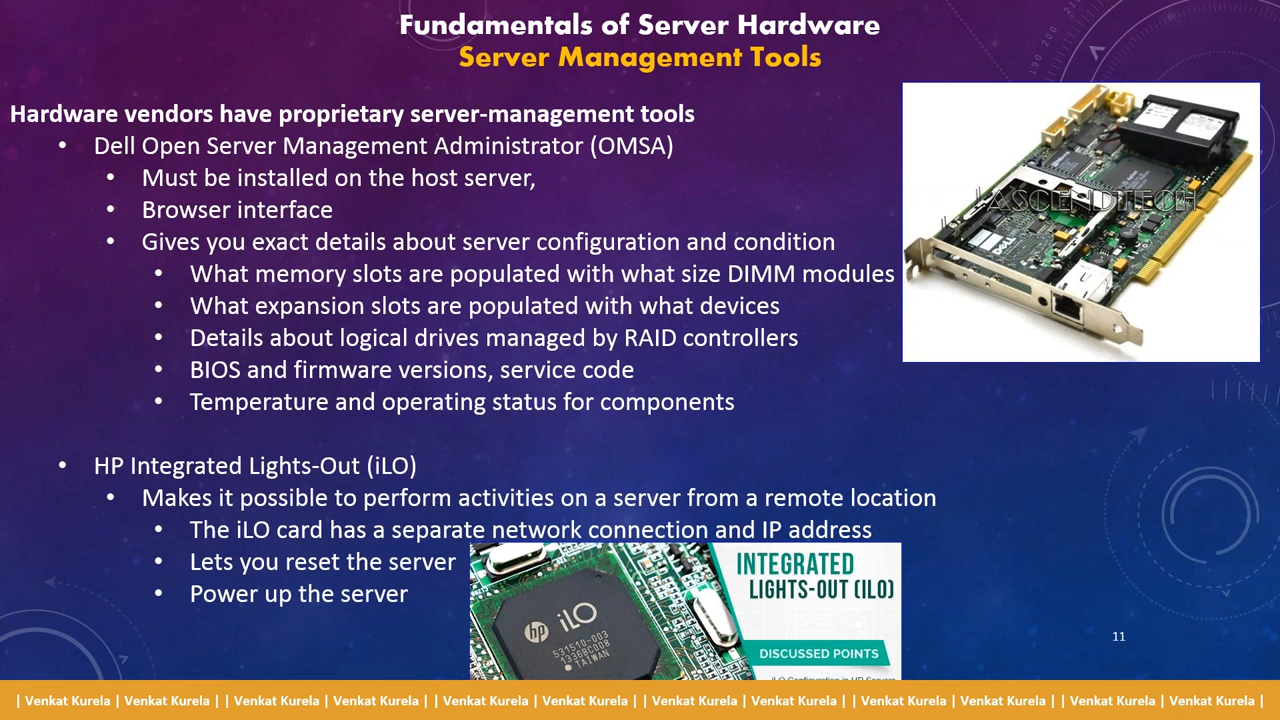 Fundamentals of Server Hardware
Server Management Tools
Hardware vendors have proprietary server-management tools
• Dell Open Server Management Administrator (OMSA)
• Must be installed on the host server,
• Browser interface
• Gives you exact details about server configuration and condition
• What memory slots are populated with what size DIMM modules
• What expansion slots are populated with what devices
• Details about logical drives managed by RAID controllers
• BIOS and firmware versions, service code
• Temperature and operating status for components
ASCENDTECH
DELL
• HP Integrated Lights-Out (iLO)
• Makes it possible to perform activities on a server from a remote location
• The iLO card has a separate network connection and IP address
• Lets you reset the server
• Power up the server
hp iLO
531510-003
1336BC008
TAIWAN
INTEGRATED
LIGHTS-OUT (ILO)
DISCUSSED POINTS
190 200
11
| Venkat Kurela | Venkat Kurela | | Venkat Kurela | Venkat Kurela | | Venkat Kurela | Venkat Kurela | | Venkat Kurela | Venkat Kurela | | Venkat Kurela | Venkat Kurela | | Venkat Kurela | Venkat Kurela |